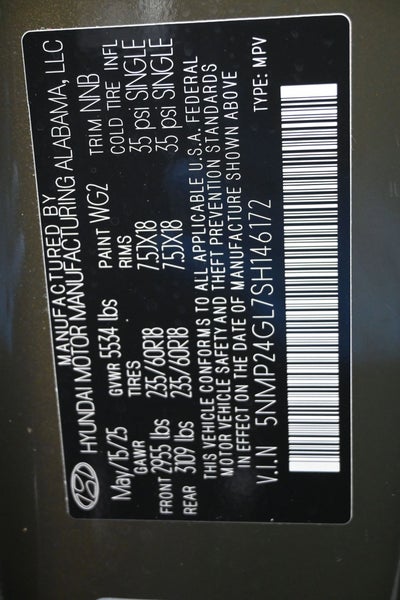 MANUFACTURED BY
HYUNDAI MOTOR MANUFACTURING ALABAMA, LLC
May/15/25 GVWR 5534 lbs PAINT WG2 TRIM NNB
GAWR TIRES RIMS COLD TIRE INFL
FRONT 2955 lbs 235/60R18 7.5JX18 35 psi SINGLE
REAR 3109 lbs 235/60R18 7.5JX18 35 psi SINGLE
THIS VEHICLE CONFORMS TO ALL APPLICABLE U.S.A. FEDERAL
MOTOR VEHICLE SAFETY AND THEFT PREVENTION STANDARDS
IN EFFECT ON THE DATE OF MANUFACTURE SHOWN ABOVE
V.I.N 5NMP24GL7SH146172 TYPE: MPV